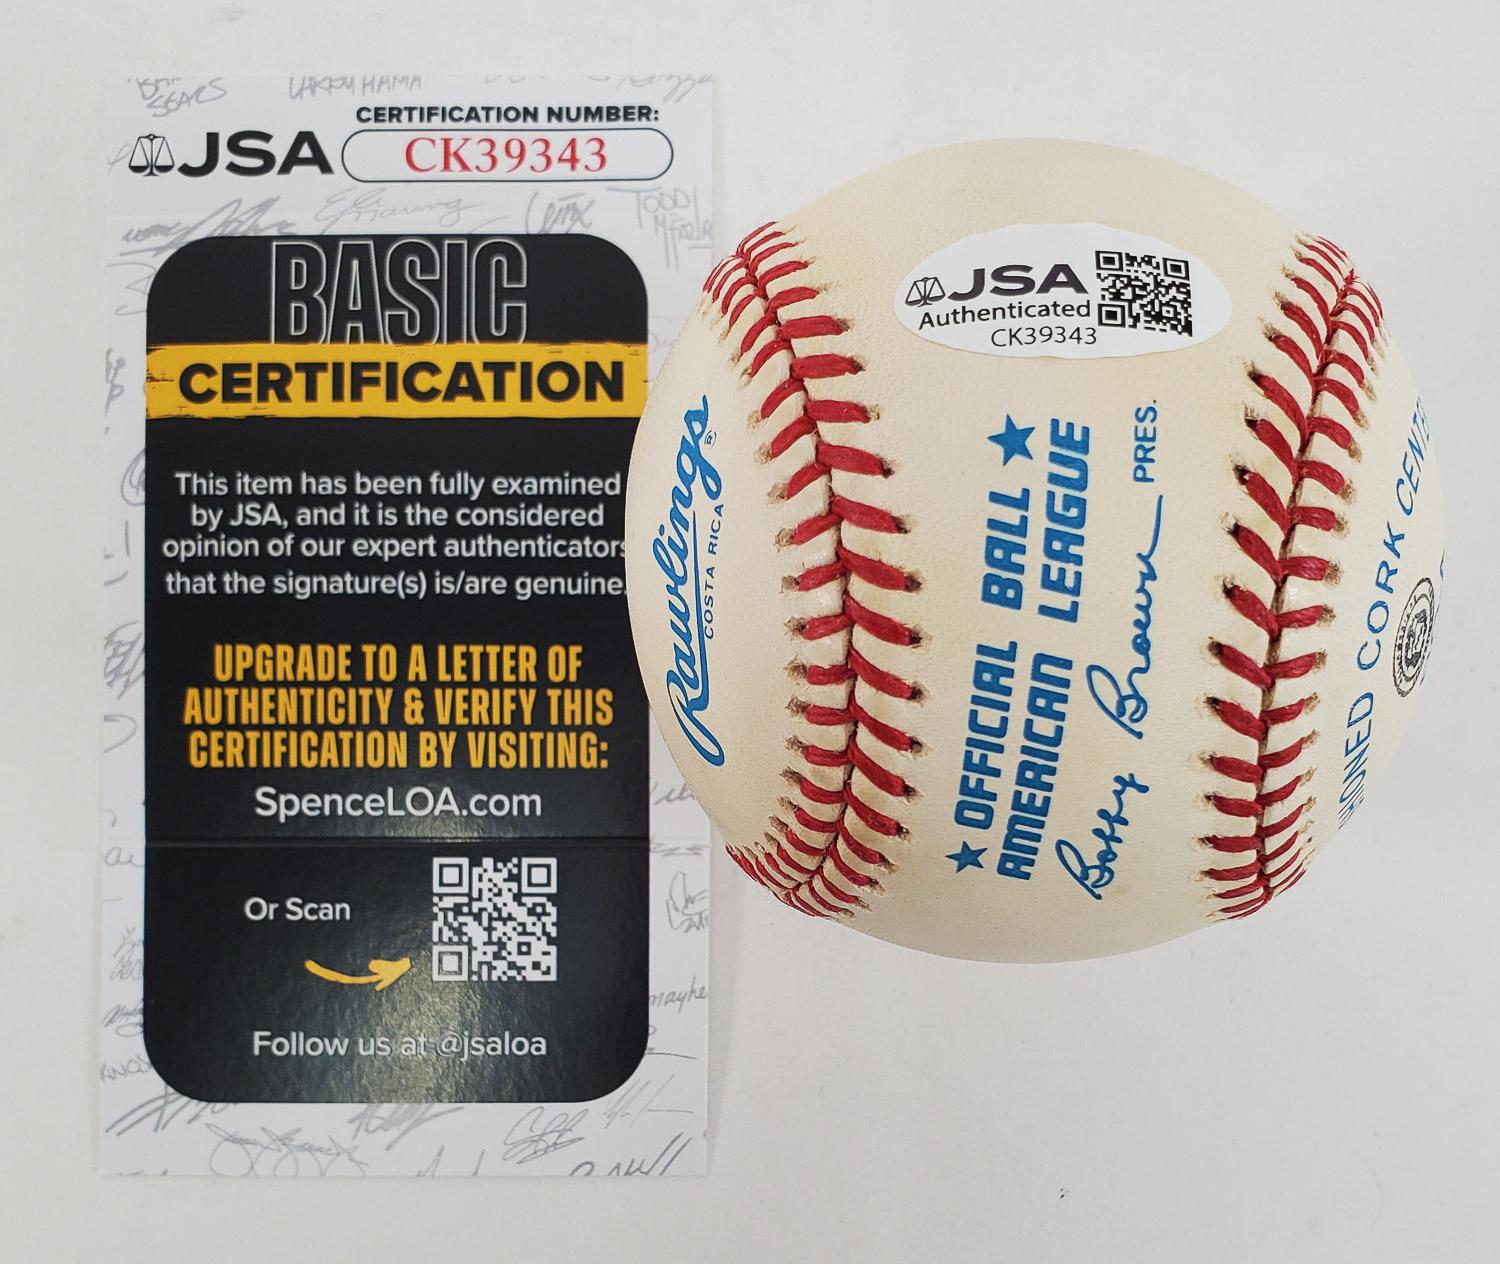 CERTIFICATION NUMBER:
JSA CK39343
LARRY HAMA
BASIC
CERTIFICATION
This item has been fully examined
by JSA, and it is the considered
opinion of our expert authenticators
that the signature(s) is/are genuine.
UPGRADE TO A LETTER OF
AUTHENTICITY & VERIFY THIS
CERTIFICATION BY VISITING:
SpenceLOA.com
Or Scan
Follow us at @jsaloa
JSA
Authenticated
CK39343
Rawlings®
COSTA RICA
★ OFFICIAL BALL ★
AMERICAN LEAGUE
Bobby Brown PRES.
CORK